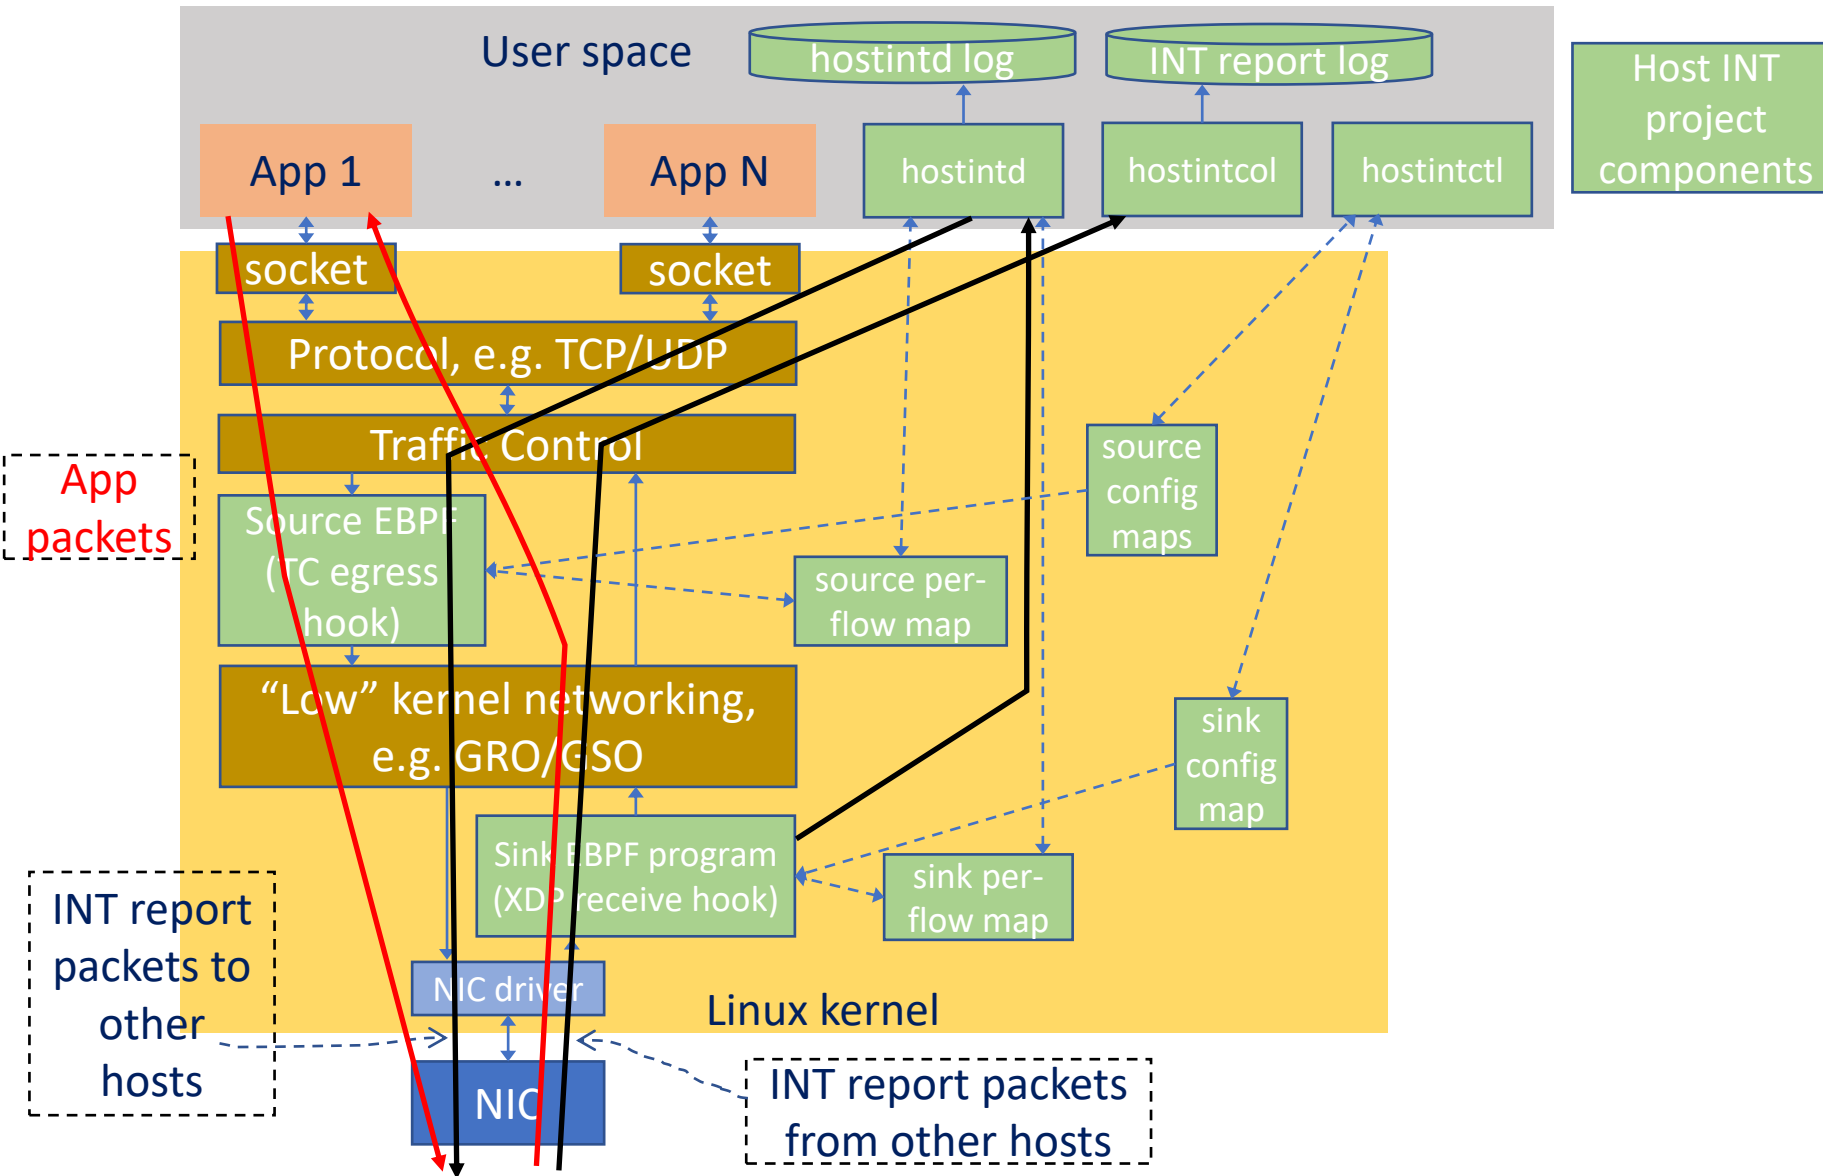 User space
hostintd log
INT report log
Host INT
project
components
App 1
...
App N
hostintd
hostintcol
hostintctl
socket
socket
Protocol, e.g. TCP/UDP
Traffic Control
App
packets
Source EBPF
(TC egress
hook)
source
config
maps
source per-
flow map
“Low” kernel networking,
e.g. GRO/GSO
sink
config
map
Sink EBPF program
(XDP receive hook)
sink per-
flow map
INT report
packets to
other
hosts
NIC driver
Linux kernel
NIC
INT report packets
from other hosts